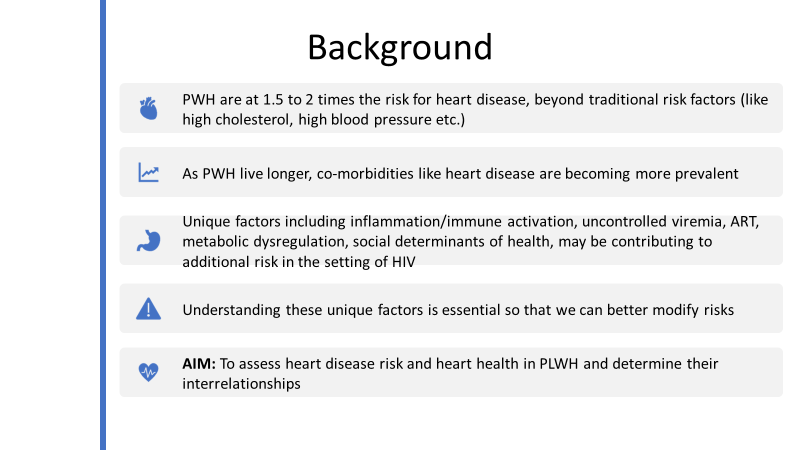 Background
PWH are at 1.5 to 2 times the risk for heart disease, beyond traditional risk factors (like
high cholesterol, high blood pressure etc.)
As PWH live longer, co-morbidities like heart disease are becoming more prevalent
Unique factors including inflammation/immune activation, uncontrolled viremia, ART,
metabolic dysregulation, social determinants of health, may be contributing to
additional risk in the setting of HIV
Understanding these unique factors is essential so that we can better modify risks
AIM: To assess heart disease risk and heart health in PLWH and determine their
interrelationships